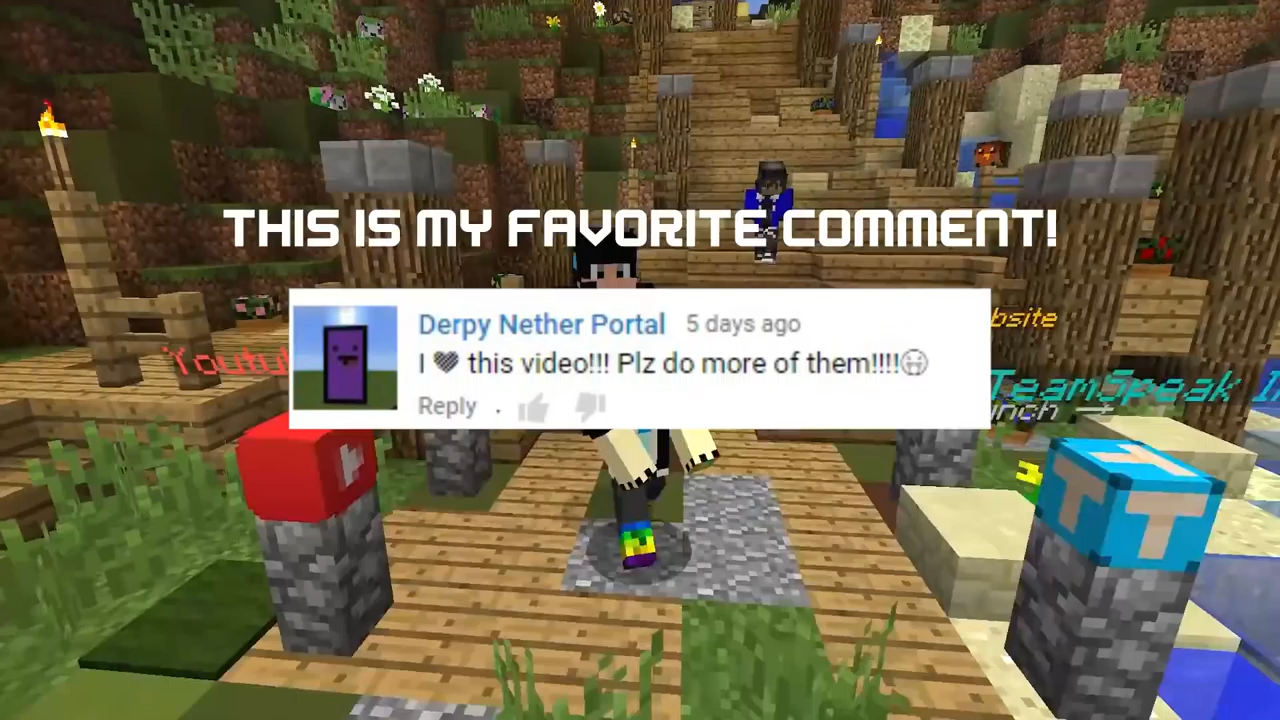 THIS IS MY FAVORITE COMMENT!
Derpy Nether Portal 5 days ago
I 🖤 this video!!! Plz do more of them!!!!
Reply .
TeamSpeak
T T T